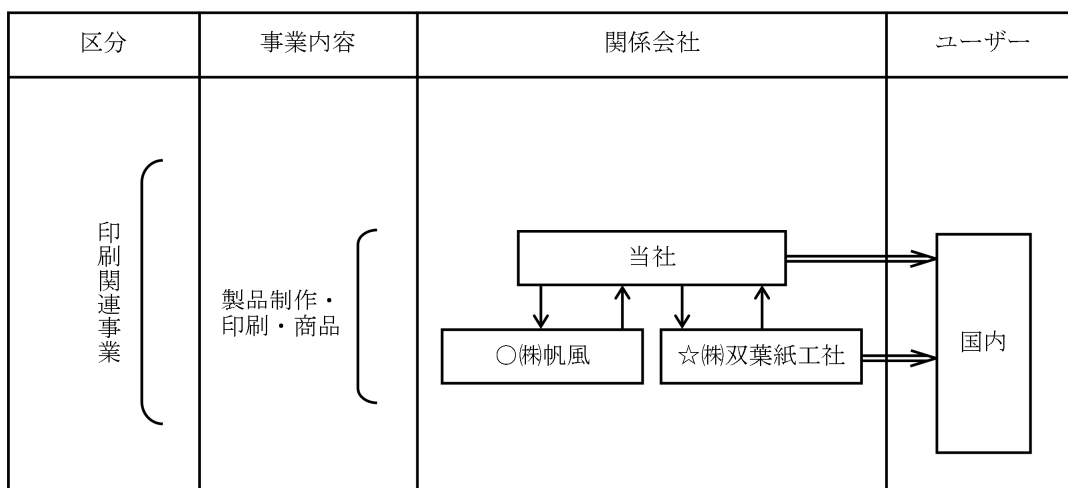 区分
事業内容
関係会社
ユーザー
印刷関連事業
製品制作・
印刷・商品
当社
○㈱帆風
☆㈱双葉紙工社
国内